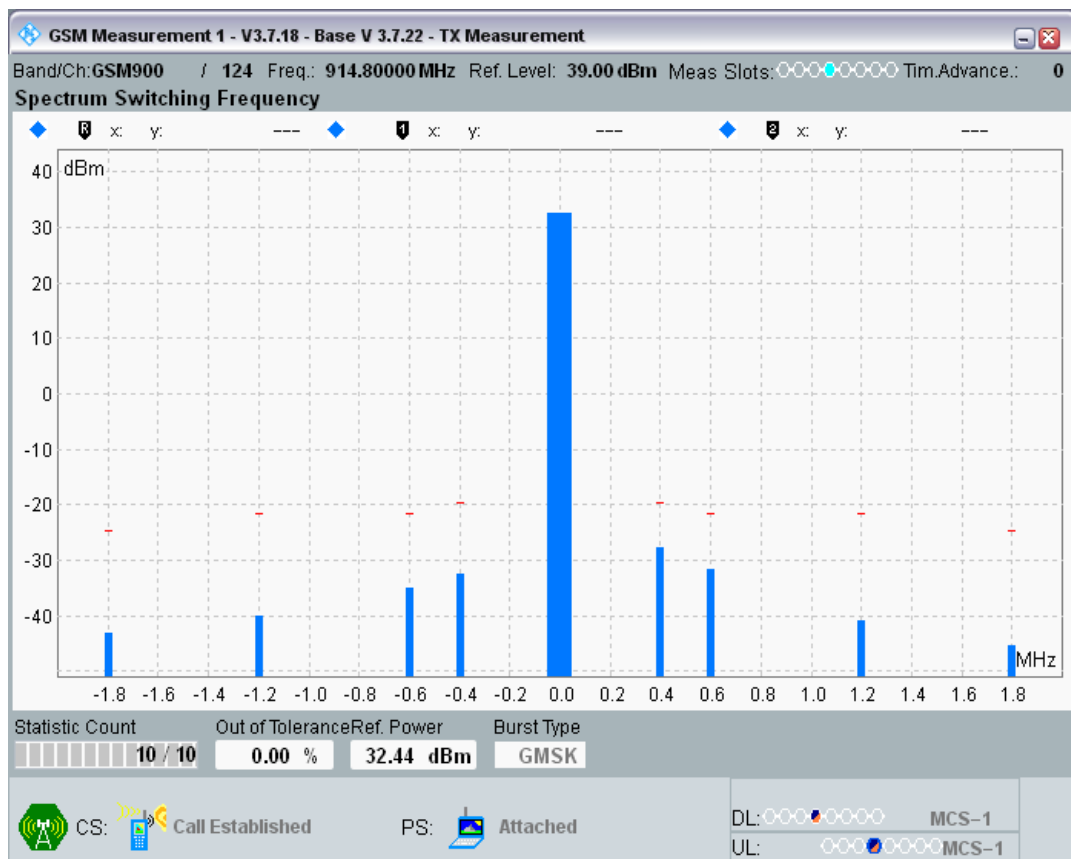 GSM Measurement 1 - V3.7.18 - Base V 3.7.22 - TX Measurement
Band/Ch:GSM900 / 124 Freq.: 914.80000 MHz Ref. Level: 39.00 dBm Meas Slots: Tim.Advance.: 0
Spectrum Switching Frequency
R x: y: --- 1 x: y: --- 2 x: y: ---
dBm
40
30
20
10
0
-10
-20
-30
-40
MHz
-1.8 -1.6 -1.4 -1.2 -1.0 -0.8 -0.6 -0.4 -0.2 0.0 0.2 0.4 0.6 0.8 1.0 1.2 1.4 1.6 1.8
Statistic Count Out of Tolerance Ref. Power Burst Type
10 / 10 0.00 % 32.44 dBm GMSK
CS: Call Established PS: Attached
DL: MCS-1
UL: MCS-1